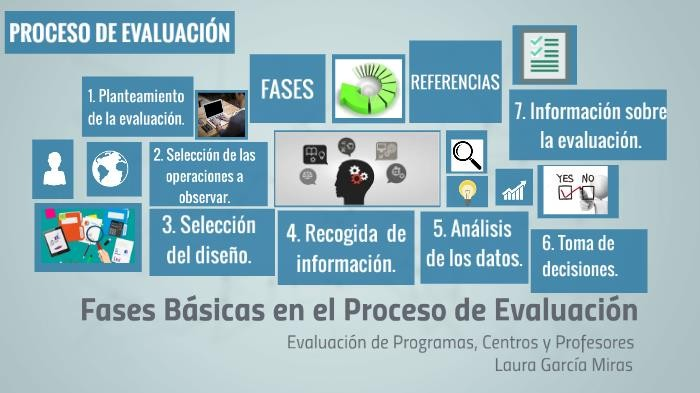 PROCESO DE EVALUACIÓN
FASES
REFERENCIAS
1. Planteamiento
de la evaluación.
2. Selección de las
operaciones a
observar.
3. Selección
del diseño.
4. Recogida de
información.
5. Análisis
de los datos.
6. Toma de
decisiones.
7. Información sobre
la evaluación.
YES NO
Fases Básicas en el Proceso de Evaluación
Evaluación de Programas, Centros y Profesores
Laura García Miras